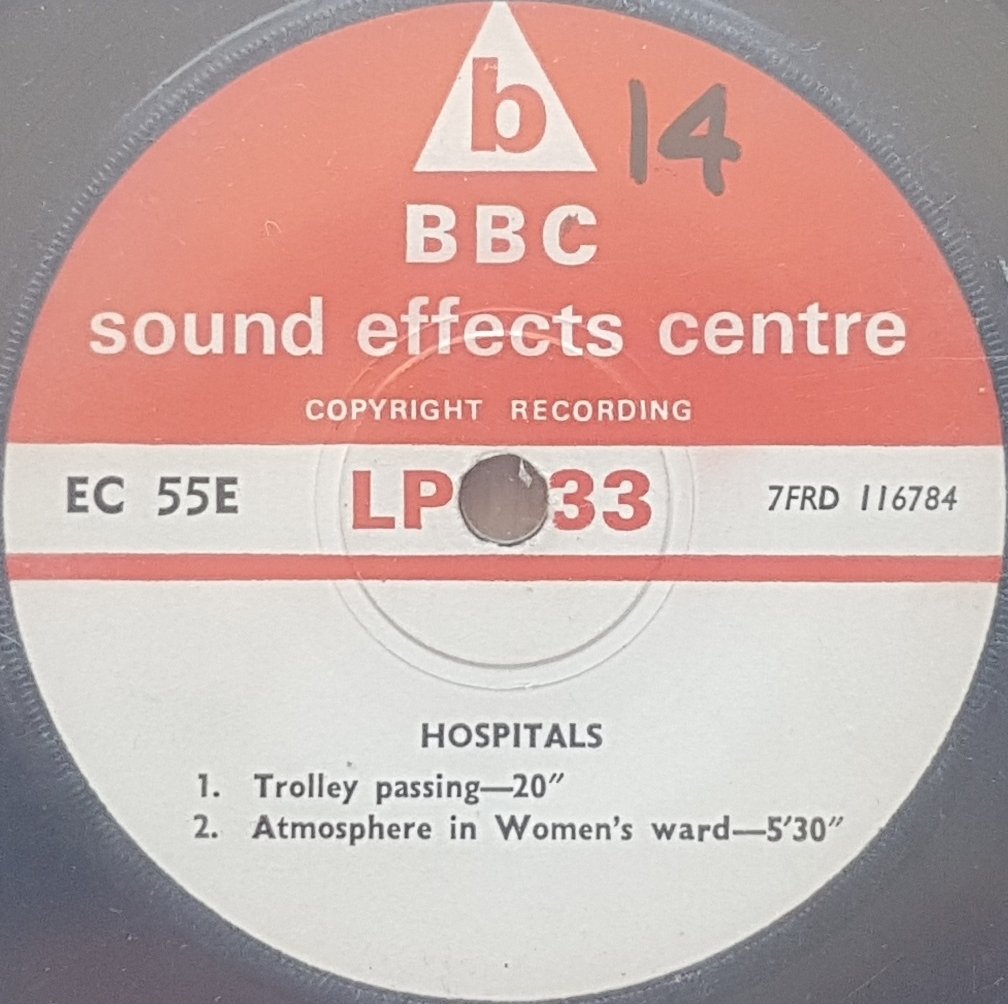 b
14
BBC
sound effects centre
COPYRIGHT RECORDING
EC 55E LP 33 7FRD 116784
HOSPITALS
1. Trolley passing—20″
2. Atmosphere in Women's ward—5′30″